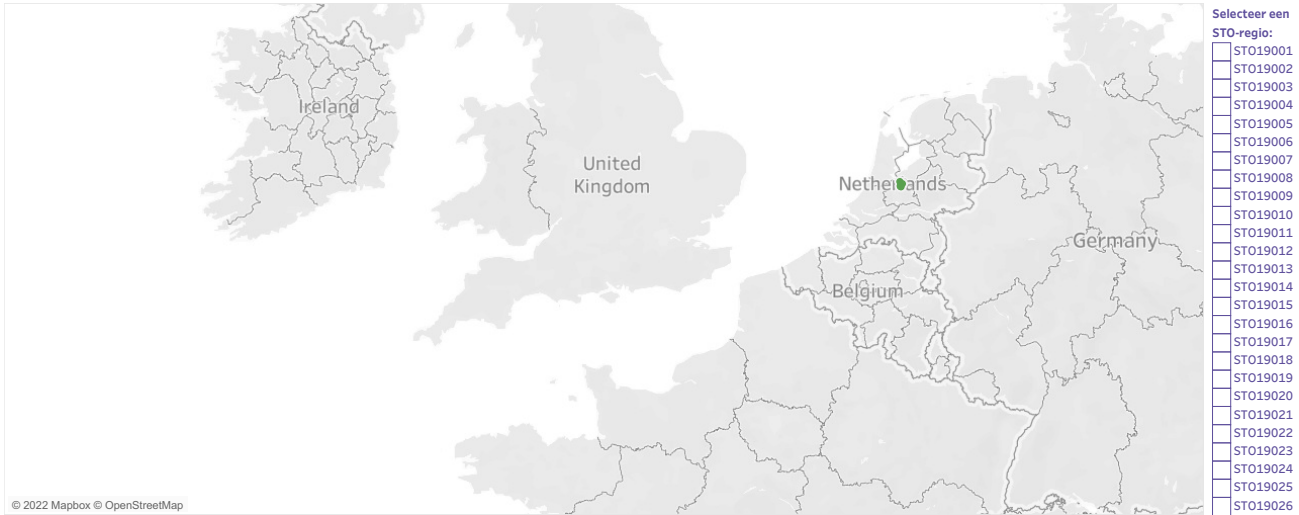 Ireland
United
Kingdom
Netherlands
Germany
Belgium
© 2022 Mapbox © OpenStreetMap
Selecteer een
STO-regio:
STO19001
STO19002
STO19003
STO19004
STO19005
STO19006
STO19007
STO19008
STO19009
STO19010
STO19011
STO19012
STO19013
STO19014
STO19015
STO19016
STO19017
STO19018
STO19019
STO19020
STO19021
STO19022
STO19023
STO19024
STO19025
STO19026